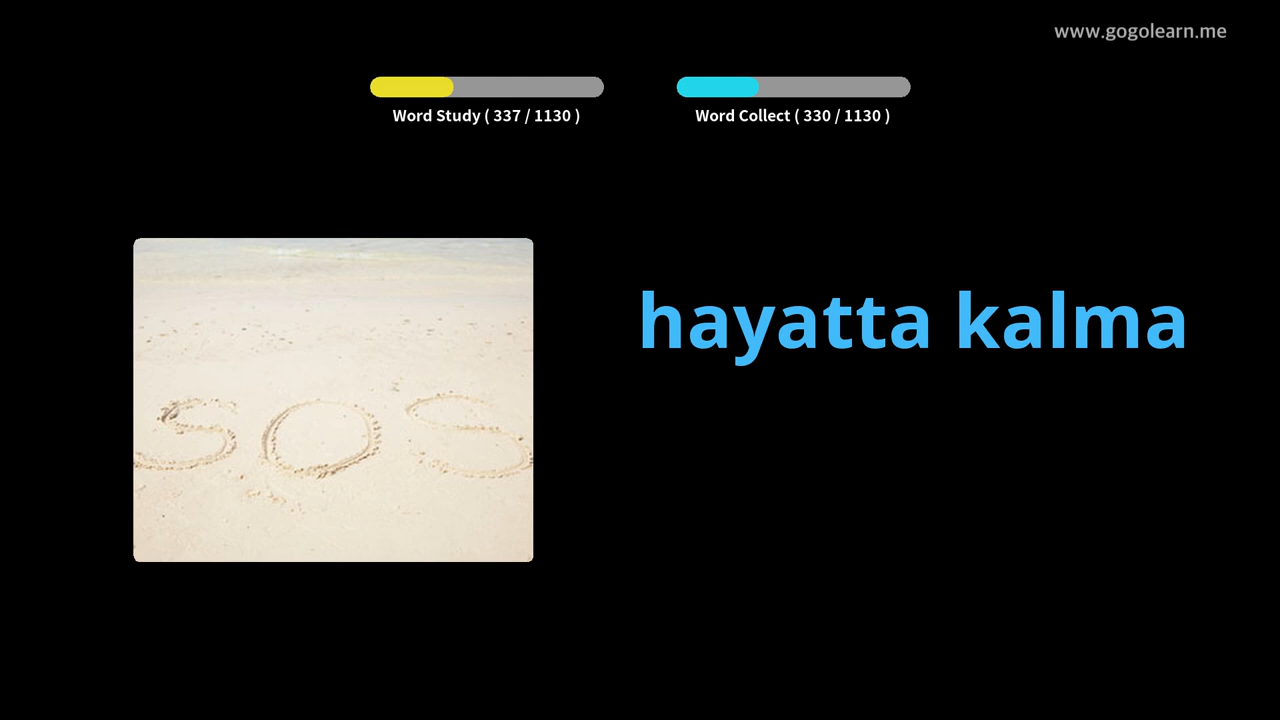 www.gogolearn.me
Word Study ( 337 / 1130 )
Word Collect ( 330 / 1130 )
hayatta kalma
SOS